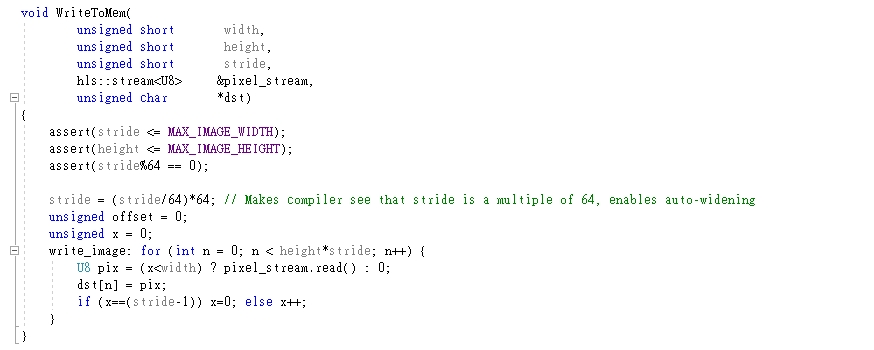 void WriteToMem(
unsigned short width,
unsigned short height,
unsigned short stride,
hls::stream<U8> &pixel_stream,
unsigned char *dst)
{
assert(stride <= MAX_IMAGE_WIDTH);
assert(height <= MAX_IMAGE_HEIGHT);
assert(stride%64 == 0);
stride = (stride/64)*64; // Makes compiler see that stride is a multiple of 64, enables auto-widening
unsigned offset = 0;
unsigned x = 0;
write_image: for (int n = 0; n < height*stride; n++) {
U8 pix = (x<width) ? pixel_stream.read() : 0;
dst[n] = pix;
if (x==(stride-1)) x=0; else x++;
}
}